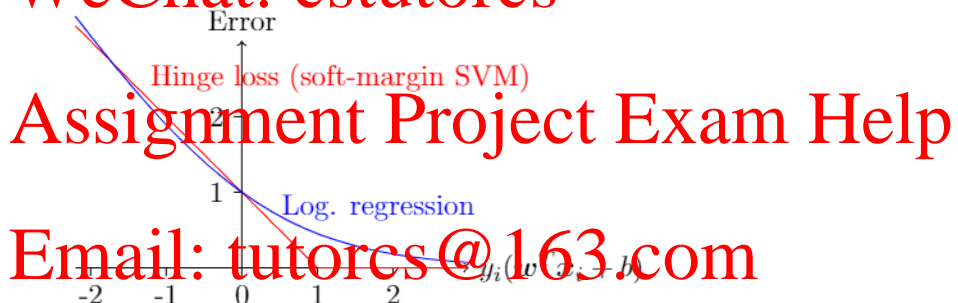 WeChat: cstutorcs
Error
Hinge loss (soft-margin SVM)
2
Assignment Project Exam Help
1
Log. regression
Email: tutorcs@163.com
-2 -1 0 1 2